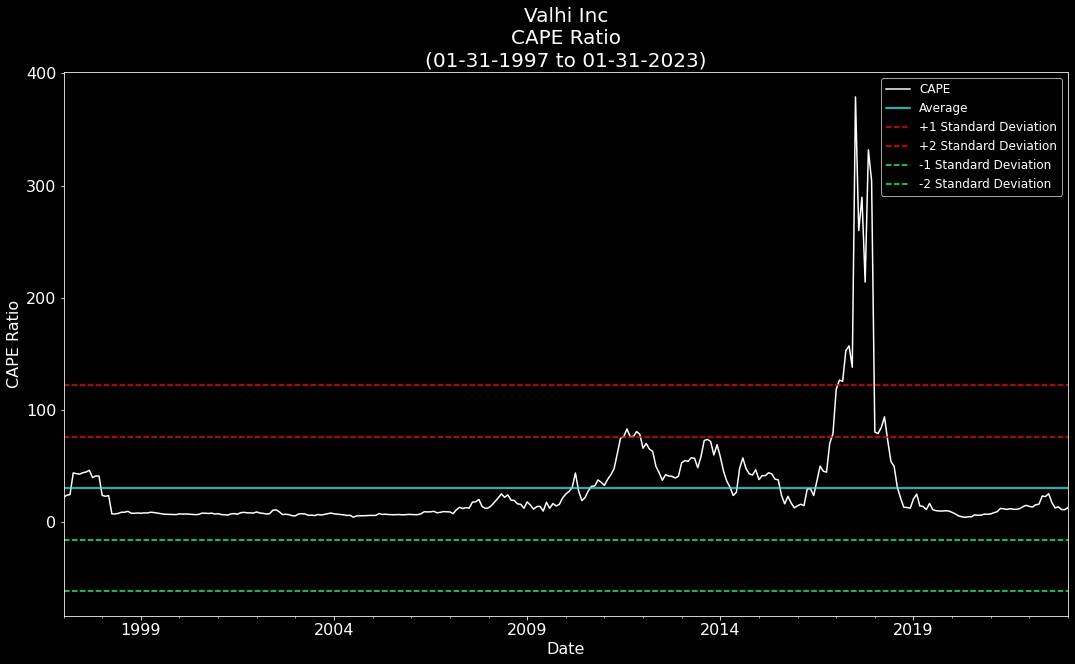 Valhi Inc
CAPE Ratio
(01-31-1997 to 01-31-2023)
400
300
200
100
0
CAPE Ratio
CAPE
Average
+1 Standard Deviation
+2 Standard Deviation
-1 Standard Deviation
-2 Standard Deviation
1999
2004
2009
2014
2019
Date